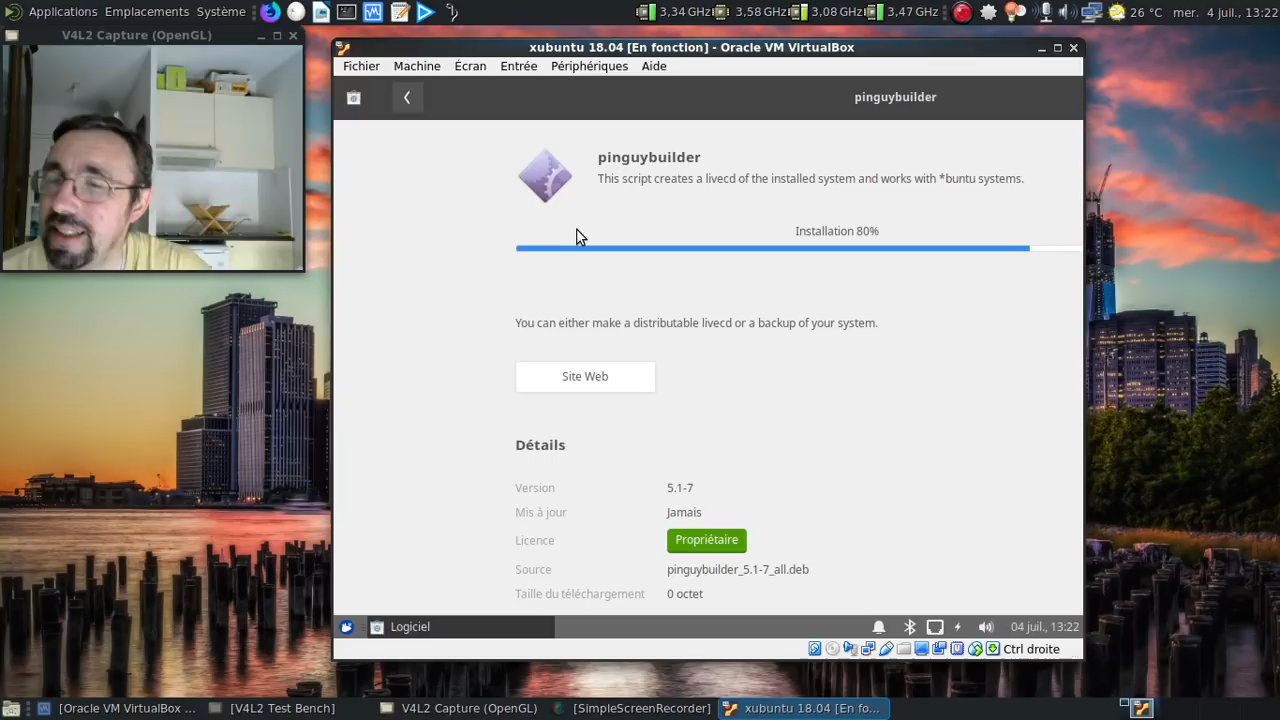 Applications Emplacements Système
3,34 GHz 3,58 GHz 3,08 GHz 3,47 GHz 26 °C mer. 4 juil., 13:22
V4L2 Capture (OpenGL)
xubuntu 18.04 [En fonction] - Oracle VM VirtualBox
Fichier Machine Écran Entrée Périphériques Aide
pinguybuilder
pinguybuilder
This script creates a livecd of the installed system and works with *buntu systems.
Installation 80%
You can either make a distributable livecd or a backup of your system.
Site Web
Détails
Version 5.1-7
Mis à jour Jamais
Licence Propriétaire
Source pinguybuilder_5.1-7_all.deb
Taille du téléchargement 0 octet
Logiciel 04 juil., 13:22
Ctrl droite
[Oracle VM VirtualBox ... [V4L2 Test Bench] V4L2 Capture (OpenGL) [SimpleScreenRecorder] xubuntu 18.04 [En fo...